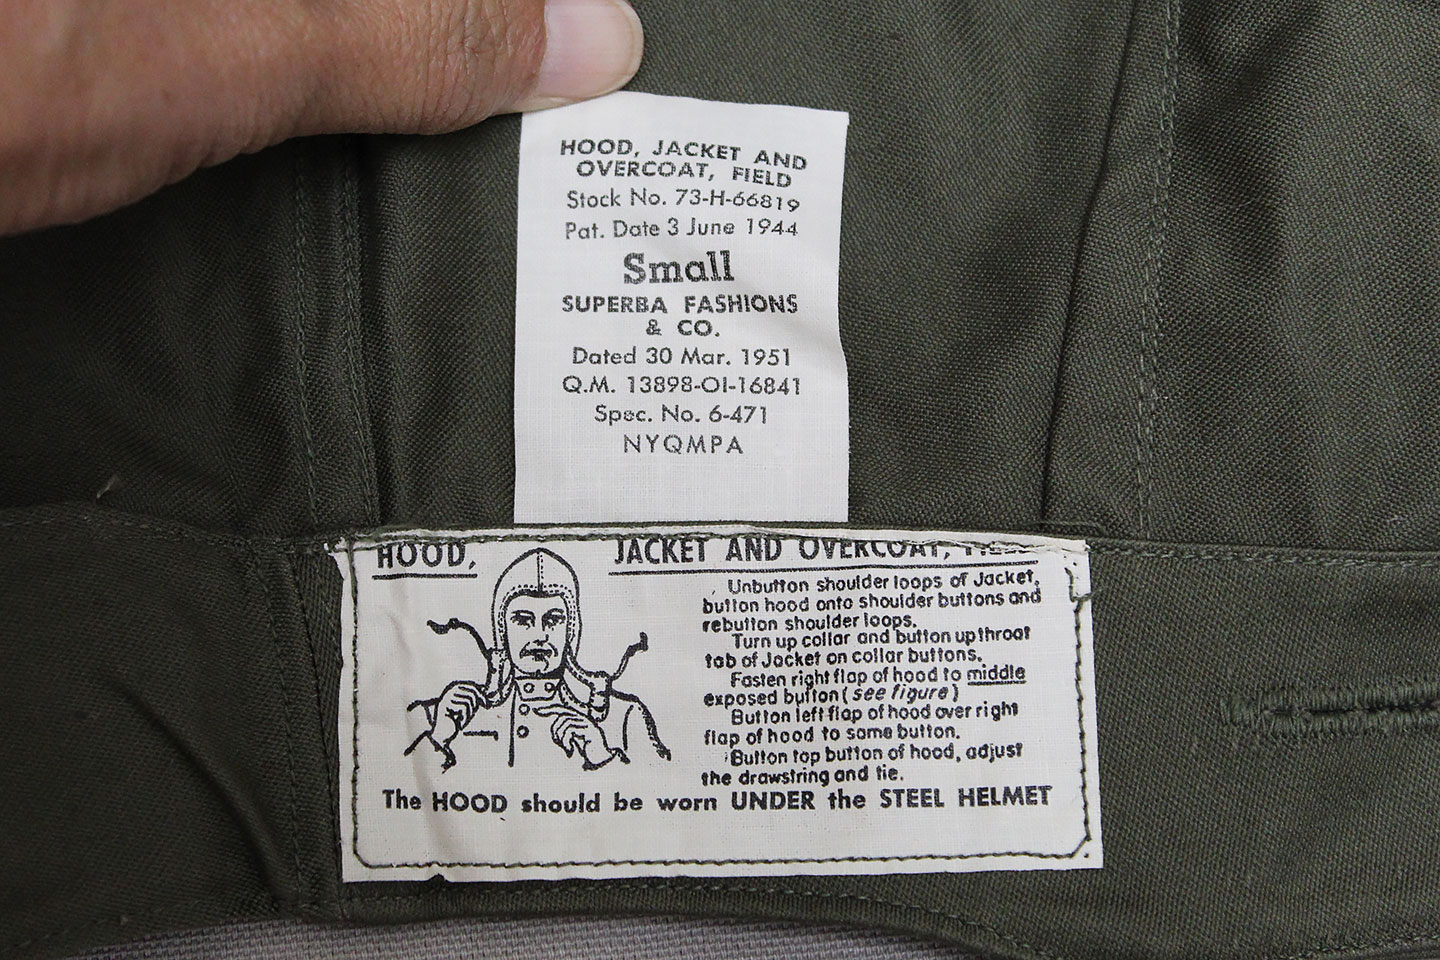 HOOD, JACKET AND
OVERCOAT, FIELD
Stock No. 73-H-66819
Pat. Date 3 June 1944
Small
SUPERBA FASHIONS
& CO.
Dated 30 Mar. 1951
Q.M. 13898-OI-16841
Spec. No. 6-471
NYQMPA
HOOD, JACKET AND OVERCOAT,
Unbutton shoulder loops of Jacket,
button hood onto shoulder buttons and
rebutton shoulder loops.
Turn up collar and button up throat
tab of Jacket on collar buttons.
Fasten right flap of hood to middle
exposed button (see figure)
Button left flap of hood over right
flap of hood to same button.
Button top button of hood, adjust
the drawstring and tie.
The HOOD should be worn UNDER the STEEL HELMET